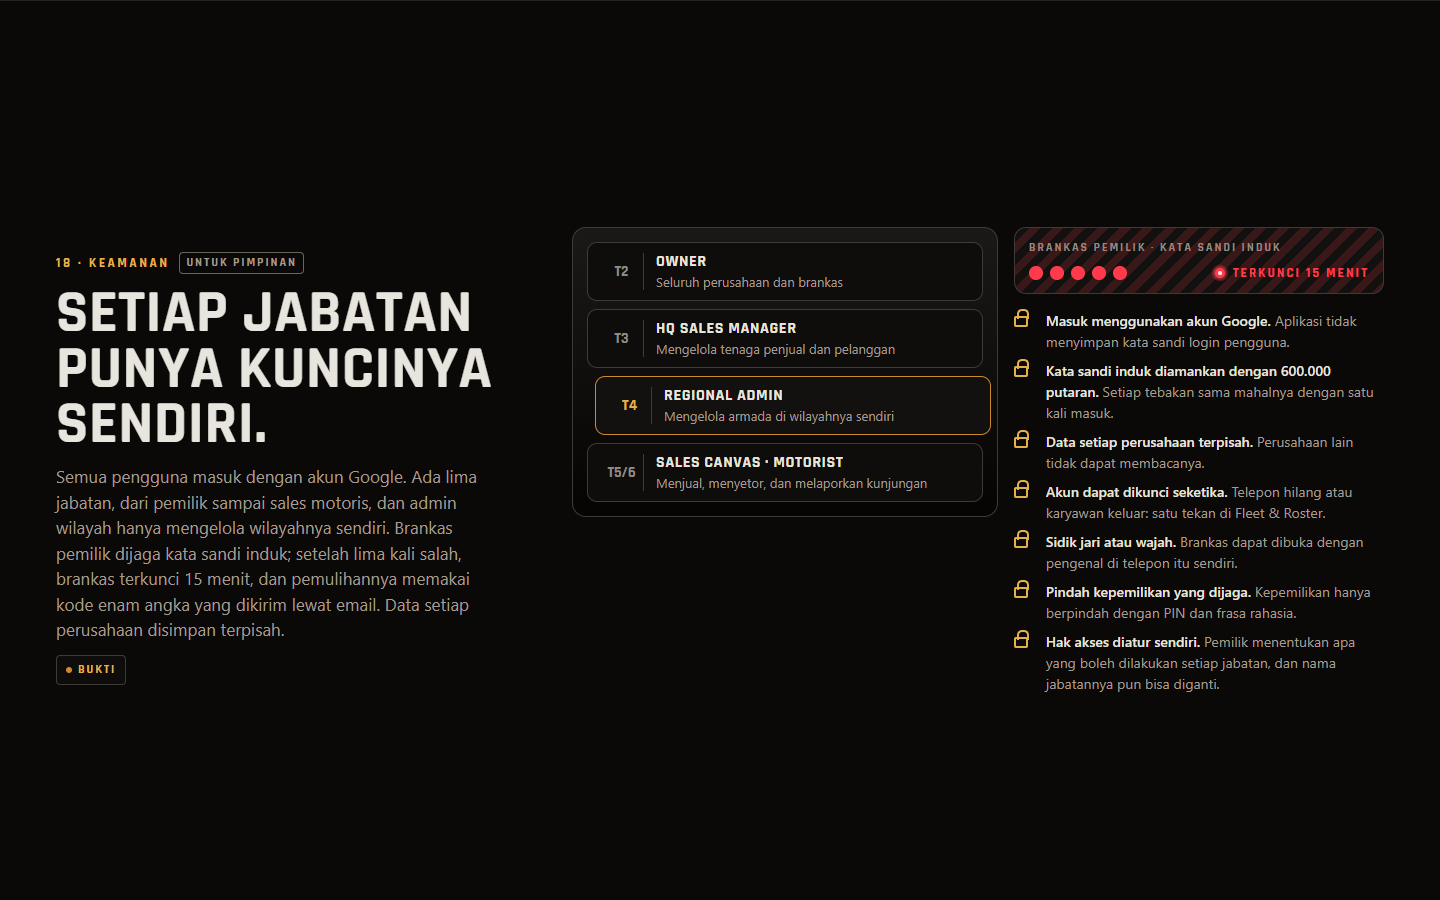 18 · KEAMANAN UNTUK PIMPINAN
SETIAP JABATAN
PUNYA KUNCINYA
SENDIRI.
Semua pengguna masuk dengan akun Google. Ada lima
jabatan, dari pemilik sampai sales motoris, dan admin
wilayah hanya mengelola wilayahnya sendiri. Brankas
pemilik dijaga kata sandi induk; setelah lima kali salah,
brankas terkunci 15 menit, dan pemulihannya memakai
kode enam angka yang dikirim lewat email. Data setiap
perusahaan disimpan terpisah.
BUKTI
T2
OWNER
Seluruh perusahaan dan brankas
T3
HQ SALES MANAGER
Mengelola tenaga penjual dan pelanggan
T4
REGIONAL ADMIN
Mengelola armada di wilayahnya sendiri
T5/6
SALES CANVAS · MOTORIST
Menjual, menyetor, dan melaporkan kunjungan
BRANKAS PEMILIK · KATA SANDI INDUK
TERKUNCI 15 MENIT
Masuk menggunakan akun Google. Aplikasi tidak
menyimpan kata sandi login pengguna.
Kata sandi induk diamankan dengan 600.000
putaran. Setiap tebakan sama mahalnya dengan satu
kali masuk.
Data setiap perusahaan terpisah. Perusahaan lain
tidak dapat membacanya.
Akun dapat dikunci seketika. Telepon hilang atau
karyawan keluar: satu tekan di Fleet & Roster.
Sidik jari atau wajah. Brankas dapat dibuka dengan
pengenal di telepon itu sendiri.
Pindah kepemilikan yang dijaga. Kepemilikan hanya
berpindah dengan PIN dan frasa rahasia.
Hak akses diatur sendiri. Pemilik menentukan apa
yang boleh dilakukan setiap jabatan, dan nama
jabatannya pun bisa diganti.